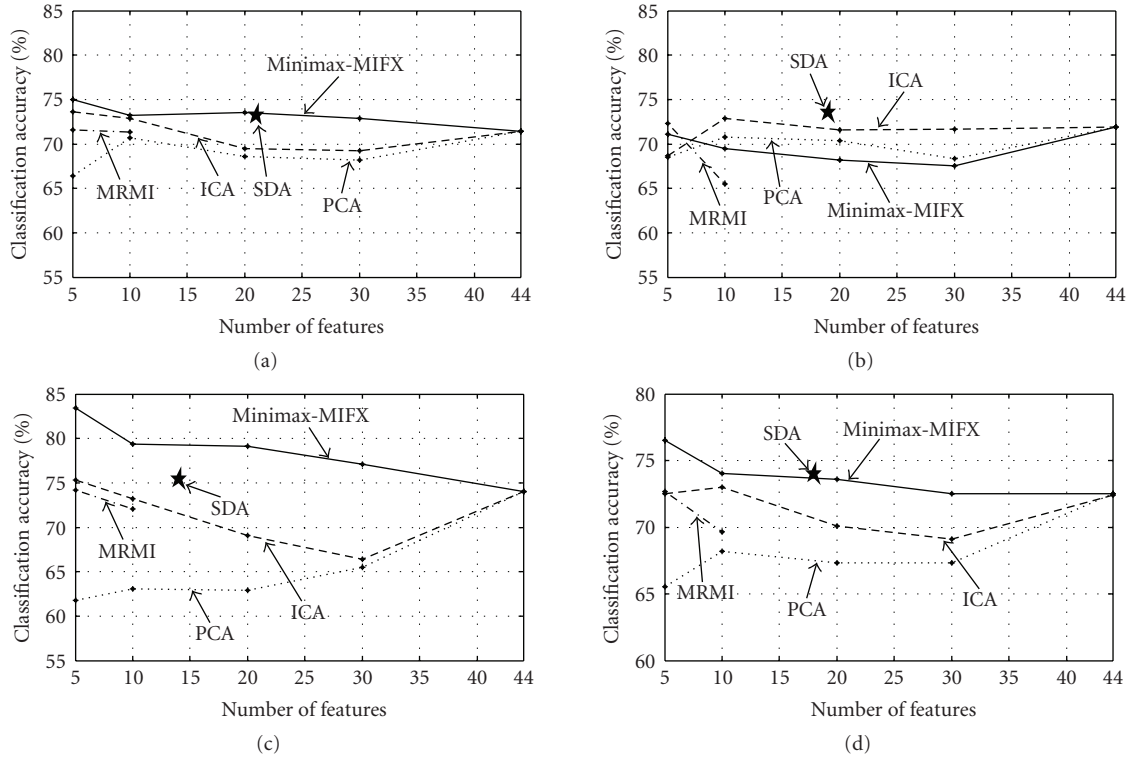 85
80
75
70
65
60
55
Classification accuracy (%)
Minimax-MIFX
MRMI
ICA
SDA
PCA
5
10
15
20
25
30
35
40
44
Number of features
(a)
85
80
75
70
65
60
55
Classification accuracy (%)
SDA
ICA
MRMI
PCA
Minimax-MIFX
5
10
15
20
25
30
35
40
44
Number of features
(b)
85
80
75
70
65
60
55
Classification accuracy (%)
Minimax-MIFX
SDA
MRMI
ICA
PCA
5
10
15
20
25
30
35
40
44
Number of features
(c)
80
75
70
65
60
Classification accuracy (%)
SDA
Minimax-MIFX
MRMI
PCA
ICA
5
10
15
20
25
30
35
40
44
Number of features
(d)